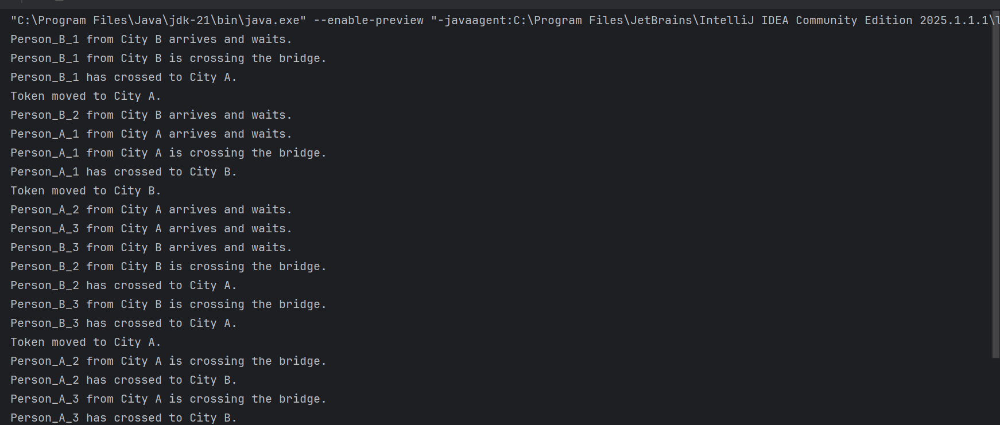 "C:\Program Files\Java\jdk-21\bin\java.exe" --enable-preview "-javaagent:C:\Program Files\JetBrains\IntelliJ IDEA Community Edition 2025.1.1.1\l
Person_B_1 from City B arrives and waits.
Person_B_1 from City B is crossing the bridge.
Person_B_1 has crossed to City A.
Token moved to City A.
Person_B_2 from City B arrives and waits.
Person_A_1 from City A arrives and waits.
Person_A_1 from City A is crossing the bridge.
Person_A_1 has crossed to City B.
Token moved to City B.
Person_A_2 from City A arrives and waits.
Person_A_3 from City A arrives and waits.
Person_B_3 from City B arrives and waits.
Person_B_2 from City B is crossing the bridge.
Person_B_2 has crossed to City A.
Person_B_3 from City B is crossing the bridge.
Person_B_3 has crossed to City A.
Token moved to City A.
Person_A_2 from City A is crossing the bridge.
Person_A_2 has crossed to City B.
Person_A_3 from City A is crossing the bridge.
Person_A_3 has crossed to City B.